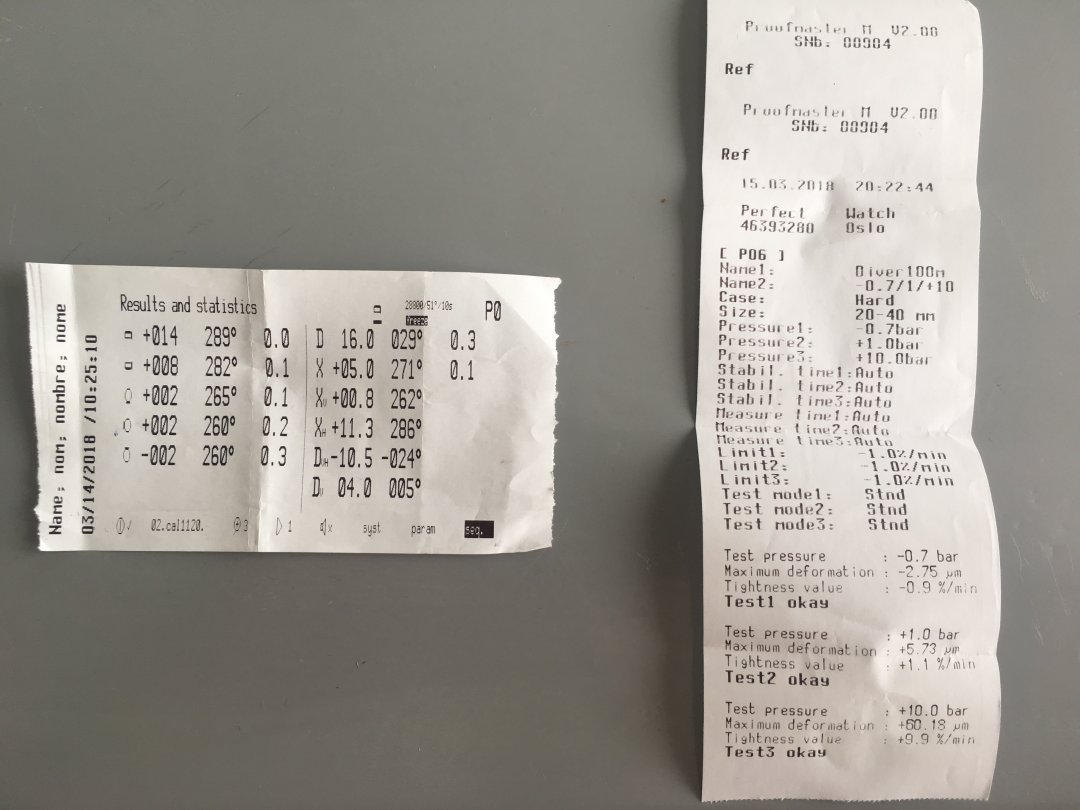 Name; nom; nombre; nome
03/14/2018 /10:25:10
Results and statistics
28800/51°/10s
freeze
P0
+014 289° 0.0 D 16.0 029° 0.3
+008 282° 0.1 X +05.0 271° 0.1
+002 265° 0.1 Xv +00.8 262°
+002 260° 0.2 XH +11.3 286°
-002 260° 0.3 DVH -10.5 -024°
Dv 04.0 005°
02.cal1120. 3 1 syst param seq.
Proofmaster M V2.00
SNb: 00904
Ref
Proofmaster M V2.00
SNb: 00904
Ref
15.03.2018 20:22:44
Perfect Watch
46393280 Oslo
[ P06 ]
Name1: Diver100m
Name2: -0.7/1/+10
Case: Hard
Size: 20-40 mm
Pressure1: -0.7bar
Pressure2: +1.0bar
Pressure3: +10.0bar
Stabil. time1:Auto
Stabil. time2:Auto
Stabil. time3:Auto
Measure time1:Auto
Measure time2:Auto
Measure time3:Auto
Limit1: -1.0%/min
Limit2: -1.0%/min
Limit3: -1.0%/min
Test mode1: Stnd
Test mode2: Stnd
Test mode3: Stnd
Test pressure : -0.7 bar
Maximum deformation : -2.75 µm
Tightness value : -0.9 %/min
Test1 okay
Test pressure : +1.0 bar
Maximum deformation : +5.73 µm
Tightness value : +1.1 %/min
Test2 okay
Test pressure : +10.0 bar
Maximum deformation : +60.18 µm
Tightness value : +9.9 %/min
Test3 okay